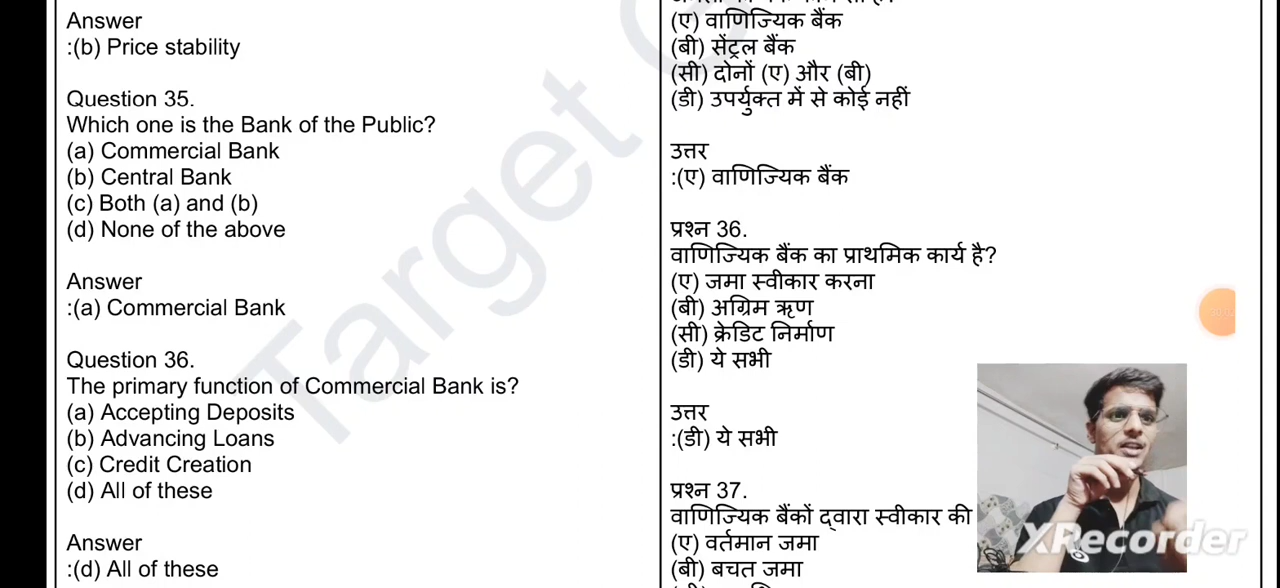 Answer
:(b) Price stability
Question 35.
Which one is the Bank of the Public?
(a) Commercial Bank
(b) Central Bank
(c) Both (a) and (b)
(d) None of the above
Answer
:(a) Commercial Bank
Question 36.
The primary function of Commercial Bank is?
(a) Accepting Deposits
(b) Advancing Loans
(c) Credit Creation
(d) All of these
Answer
:(d) All of these
(ए) वाणिज्यिक बैंक
(बी) सेंट्रल बैंक
(सी) दोनों (ए) और (बी)
(डी) उपर्युक्त में से कोई नहीं
उत्तर
:(ए) वाणिज्यिक बैंक
प्रश्न 36.
वाणिज्यिक बैंक का प्राथमिक कार्य है?
(ए) जमा स्वीकार करना
(बी) अग्रिम ऋण
(सी) क्रेडिट निर्माण
(डी) ये सभी
उत्तर
:(डी) ये सभी
प्रश्न 37.
वाणिज्यिक बैंकों द्वारा स्वीकार की
(ए) वर्तमान जमा
(बी) बचत जमा
Target
XRecorder